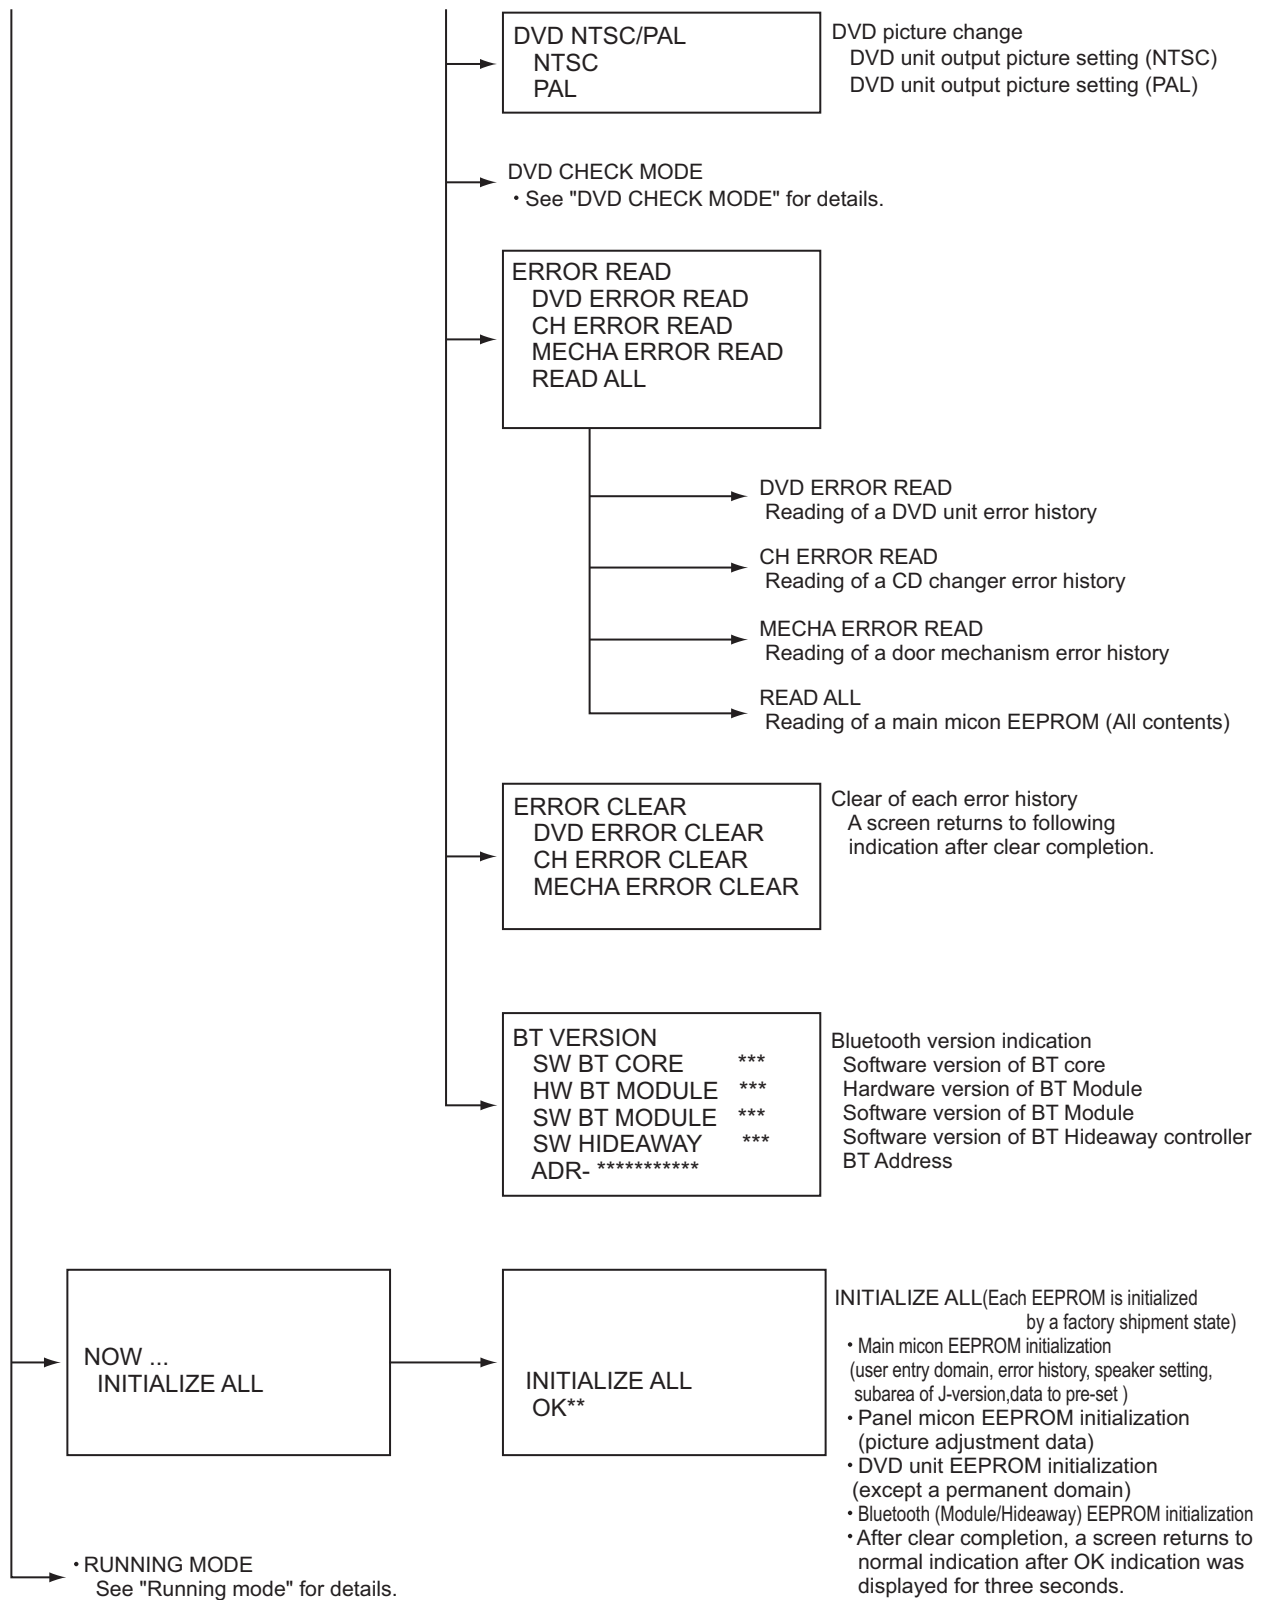 DVD NTSC/PAL
NTSC
PAL
DVD picture change
DVD unit output picture setting (NTSC)
DVD unit output picture setting (PAL)
DVD CHECK MODE
・See "DVD CHECK MODE" for details.
ERROR READ
DVD ERROR READ
CH ERROR READ
MECHA ERROR READ
READ ALL
DVD ERROR READ
Reading of a DVD unit error history
CH ERROR READ
Reading of a CD changer error history
MECHA ERROR READ
Reading of a door mechanism error history
READ ALL
Reading of a main micon EEPROM (All contents)
ERROR CLEAR
DVD ERROR CLEAR
CH ERROR CLEAR
MECHA ERROR CLEAR
Clear of each error history
A screen returns to following
indication after clear completion.
BT VERSION
SW BT CORE ***
HW BT MODULE ***
SW BT MODULE ***
SW HIDEAWAY ***
ADR- ***********
Bluetooth version indication
Software version of BT core
Hardware version of BT Module
Software version of BT Module
Software version of BT Hideaway controller
BT Address
NOW ...
INITIALIZE ALL
INITIALIZE ALL
OK**
INITIALIZE ALL(Each EEPROM is initialized
by a factory shipment state)
・Main micon EEPROM initialization
(user entry domain, error history, speaker setting,
subarea of J-version,data to pre-set )
・Panel micon EEPROM initialization
(picture adjustment data)
・DVD unit EEPROM initialization
(except a permanent domain)
・Bluetooth (Module/Hideaway) EEPROM initialization
・After clear completion, a screen returns to
normal indication after OK indication was
displayed for three seconds.
・RUNNING MODE
See "Running mode" for details.